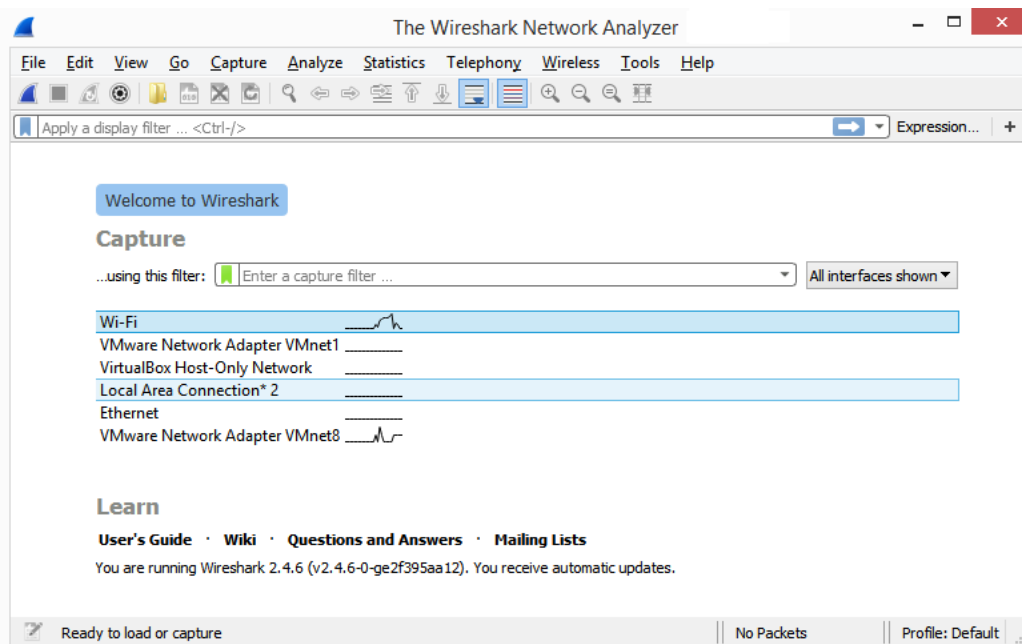 The Wireshark Network Analyzer
File Edit View Go Capture Analyze Statistics Telephony Wireless Tools Help
Apply a display filter ... <Ctrl-/> Expression... +
Welcome to Wireshark
Capture
...using this filter: Enter a capture filter ... All interfaces shown
Wi-Fi
VMware Network Adapter VMnet1
VirtualBox Host-Only Network
Local Area Connection* 2
Ethernet
VMware Network Adapter VMnet8
Learn
User's Guide · Wiki · Questions and Answers · Mailing Lists
You are running Wireshark 2.4.6 (v2.4.6-0-ge2f395aa12). You receive automatic updates.
Ready to load or capture No Packets Profile: Default